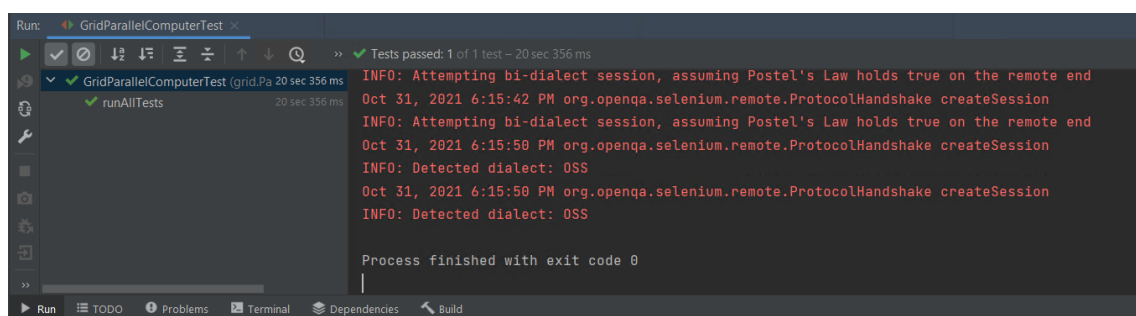 Run: GridParallelComputerTest
Tests passed: 1 of 1 test – 20 sec 356 ms
GridParallelComputerTest (grid.Pa 20 sec 356 ms
runAllTests 20 sec 356 ms
INFO: Attempting bi-dialect session, assuming Postel's Law holds true on the remote end
Oct 31, 2021 6:15:42 PM org.openqa.selenium.remote.ProtocolHandshake createSession
INFO: Attempting bi-dialect session, assuming Postel's Law holds true on the remote end
Oct 31, 2021 6:15:50 PM org.openqa.selenium.remote.ProtocolHandshake createSession
INFO: Detected dialect: OSS
Oct 31, 2021 6:15:50 PM org.openqa.selenium.remote.ProtocolHandshake createSession
INFO: Detected dialect: OSS
Process finished with exit code 0
Run TODO Problems Terminal Dependencies Build